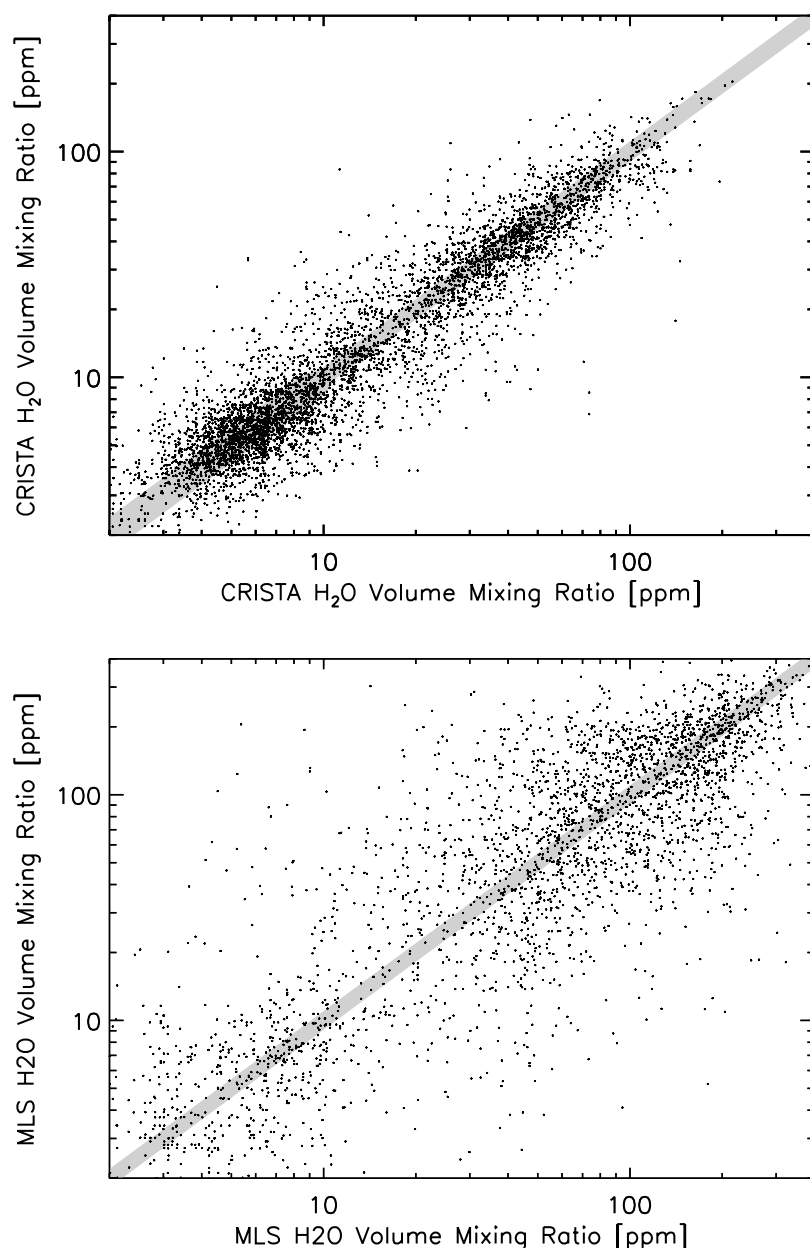 CRISTA H₂O Volume Mixing Ratio [ppm]
100
10
10 100
CRISTA H₂O Volume Mixing Ratio [ppm]
MLS H2O Volume Mixing Ratio [ppm]
100
10
10 100
MLS H2O Volume Mixing Ratio [ppm]